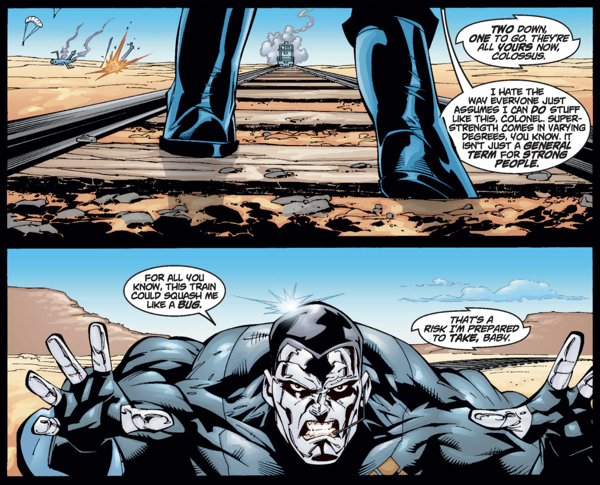 TWO DOWN,
ONE TO GO. THEY'RE
ALL YOURS NOW,
COLOSSUS.
I HATE THE
WAY EVERYONE JUST
ASSUMES I CAN DO STUFF
LIKE THIS, COLONEL. SUPER-
STRENGTH COMES IN VARYING
DEGREES, YOU KNOW. IT
ISN'T JUST A GENERAL
TERM FOR STRONG
PEOPLE.
FOR ALL YOU
KNOW, THIS TRAIN
COULD SQUASH ME
LIKE A BUG.
THAT'S A
RISK I'M PREPARED
TO TAKE, BABY.